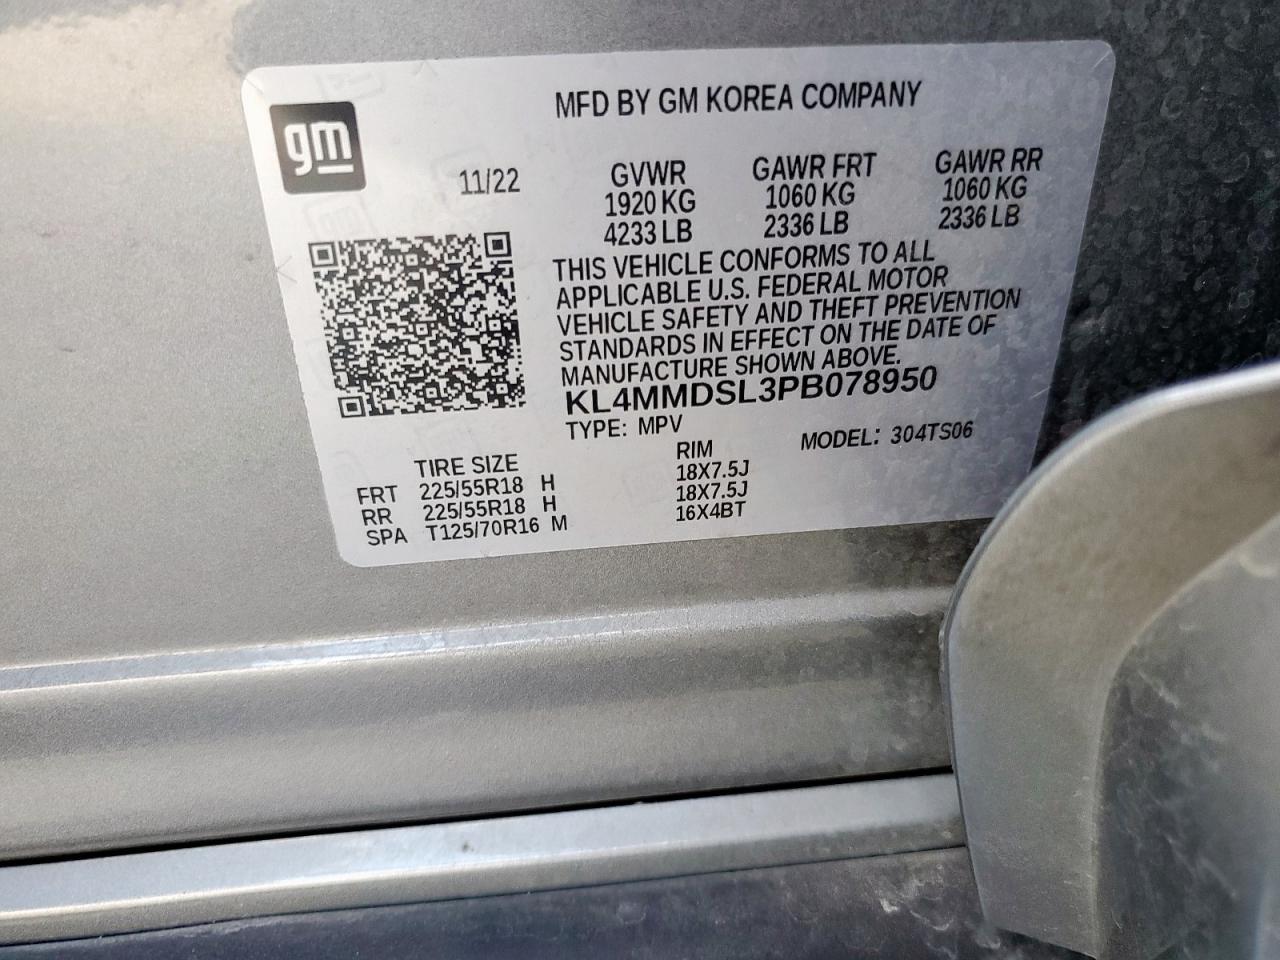 gm
MFD BY GM KOREA COMPANY
11/22
GVWR GAWR FRT GAWR RR
1920 KG 1060 KG 1060 KG
4233 LB 2336 LB 2336 LB
THIS VEHICLE CONFORMS TO ALL
APPLICABLE U.S. FEDERAL MOTOR
VEHICLE SAFETY AND THEFT PREVENTION
STANDARDS IN EFFECT ON THE DATE OF
MANUFACTURE SHOWN ABOVE.
KL4MMDSL3PB078950
TYPE: MPV MODEL: 304TS06
TIRE SIZE RIM
FRT 225/55R18 H 18X7.5J
RR 225/55R18 H 18X7.5J
SPA T125/70R16 M 16X4BT